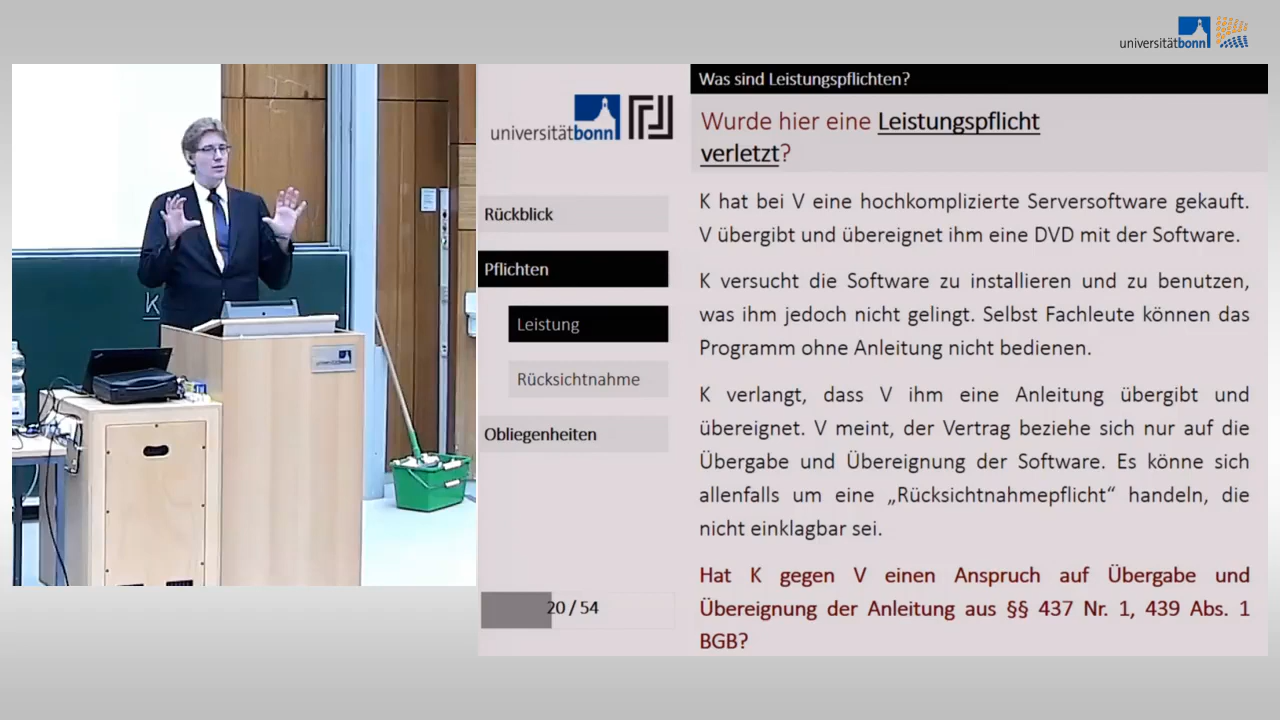 universitätbonn
Was sind Leistungspflichten?
universitätbonn
Wurde hier eine Leistungspflicht
verletzt?
Rückblick
Pflichten
Leistung
Rücksichtnahme
Obliegenheiten
20 / 54
K hat bei V eine hochkomplizierte Serversoftware gekauft.
V übergibt und übereignet ihm eine DVD mit der Software.
K versucht die Software zu installieren und zu benutzen,
was ihm jedoch nicht gelingt. Selbst Fachleute können das
Programm ohne Anleitung nicht bedienen.
K verlangt, dass V ihm eine Anleitung übergibt und
übereignet. V meint, der Vertrag beziehe sich nur auf die
Übergabe und Übereignung der Software. Es könne sich
allenfalls um eine „Rücksichtnahmepflicht“ handeln, die
nicht einklagbar sei.
Hat K gegen V einen Anspruch auf Übergabe und
Übereignung der Anleitung aus §§ 437 Nr. 1, 439 Abs. 1
BGB?
K